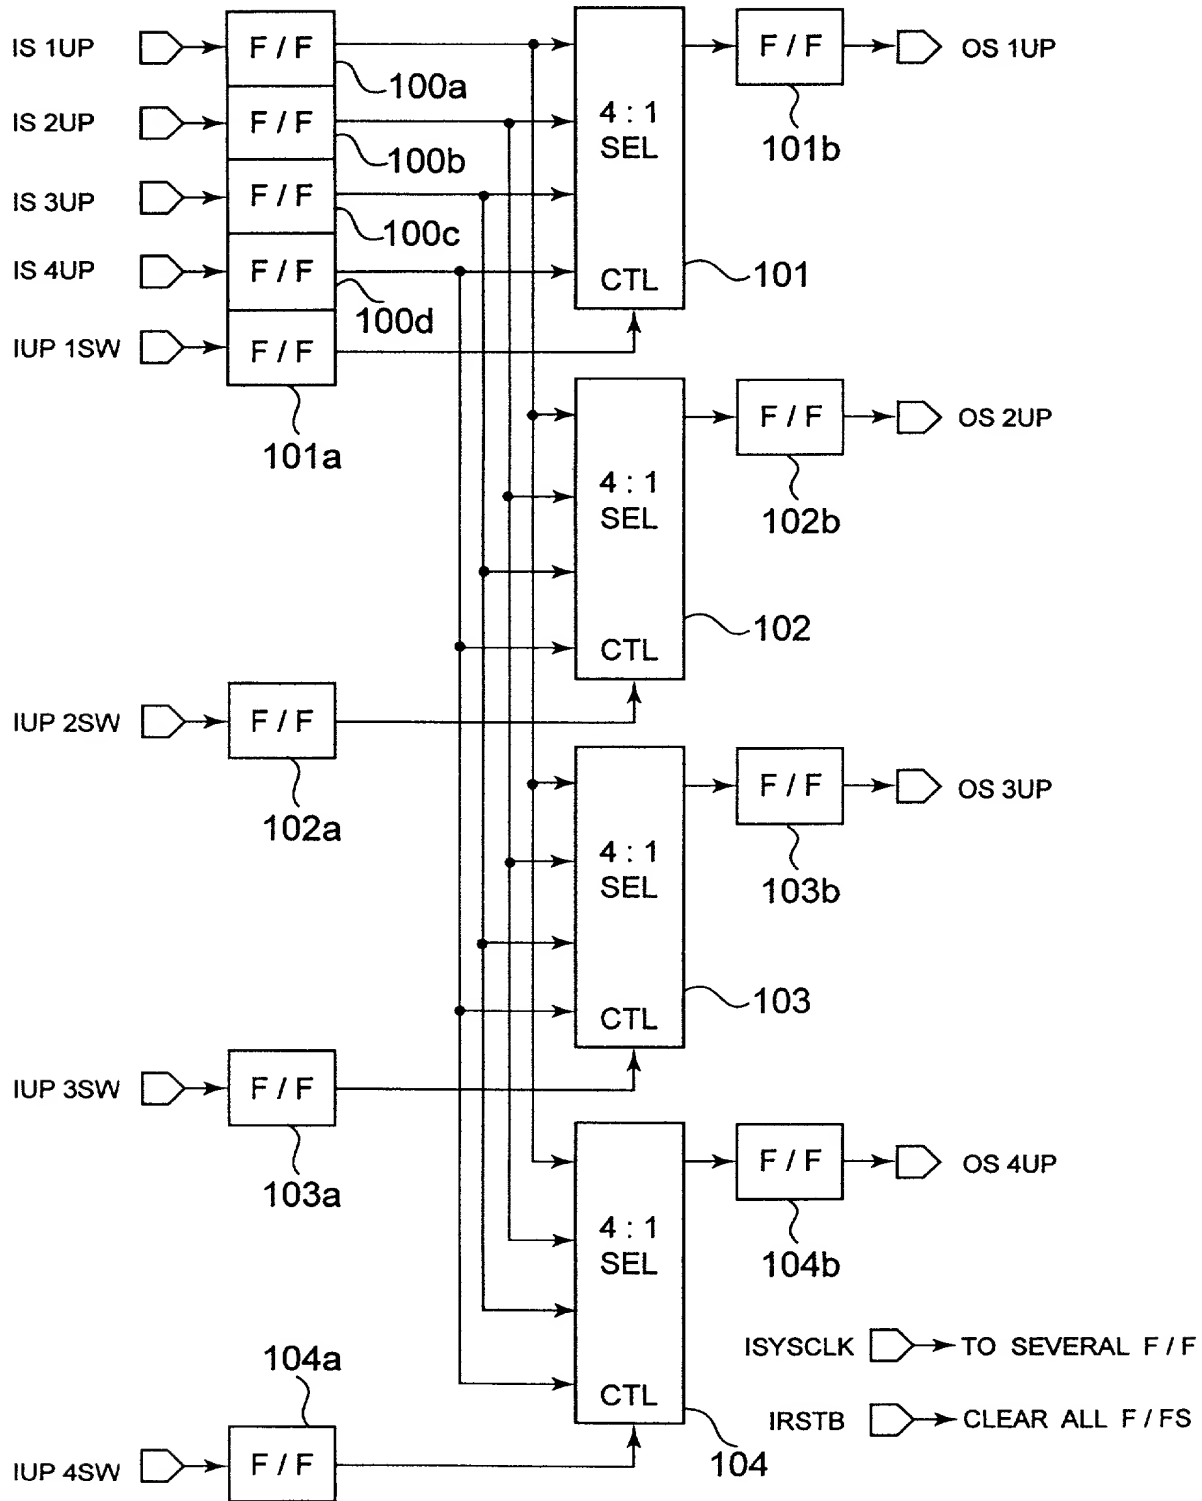 IS 1UP
F / F
100a
OS 1UP
F / F
101b
4 : 1
SEL
IS 2UP
F / F
100b
IS 3UP
F / F
100c
IS 4UP
F / F
100d
CTL
101
IUP 1SW
F / F
101a
F / F
OS 2UP
102b
4 : 1
SEL
102
CTL
IUP 2SW
F / F
102a
F / F
OS 3UP
103b
4 : 1
SEL
103
CTL
IUP 3SW
F / F
103a
F / F
OS 4UP
104b
4 : 1
SEL
ISYSCLK
TO SEVERAL F / F
104a
CTL
IRSTB
CLEAR ALL F / FS
104
IUP 4SW
F / F